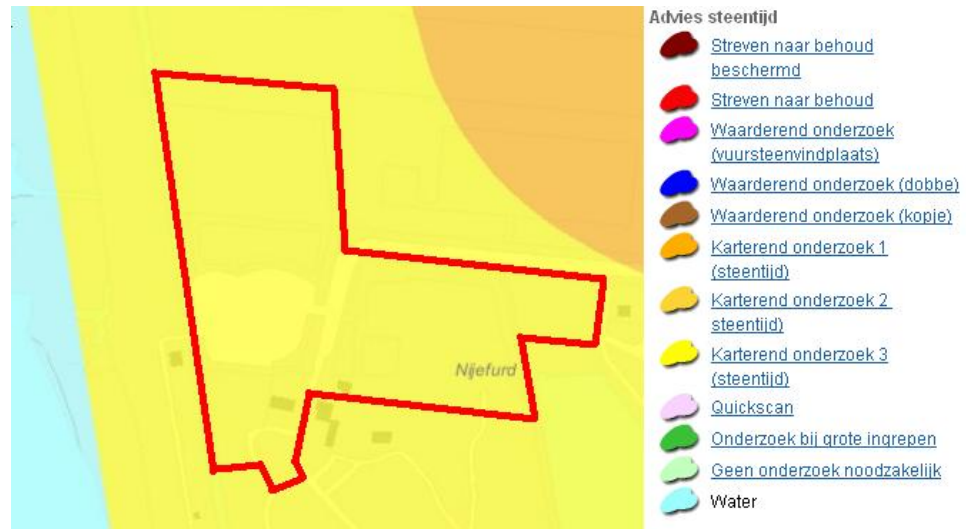 Nijefurd
Advies steentijd
Streven naar behoud
beschermd
Streven naar behoud
Waarderend onderzoek
(vuursteenvindplaats)
Waarderend onderzoek (dobbe)
Waarderend onderzoek (kopje)
Karterend onderzoek 1
(steentijd)
Karterend onderzoek 2
steentijd)
Karterend onderzoek 3
(steentijd)
Quickscan
Onderzoek bij grote ingrepen
Geen onderzoek noodzakelijk
Water